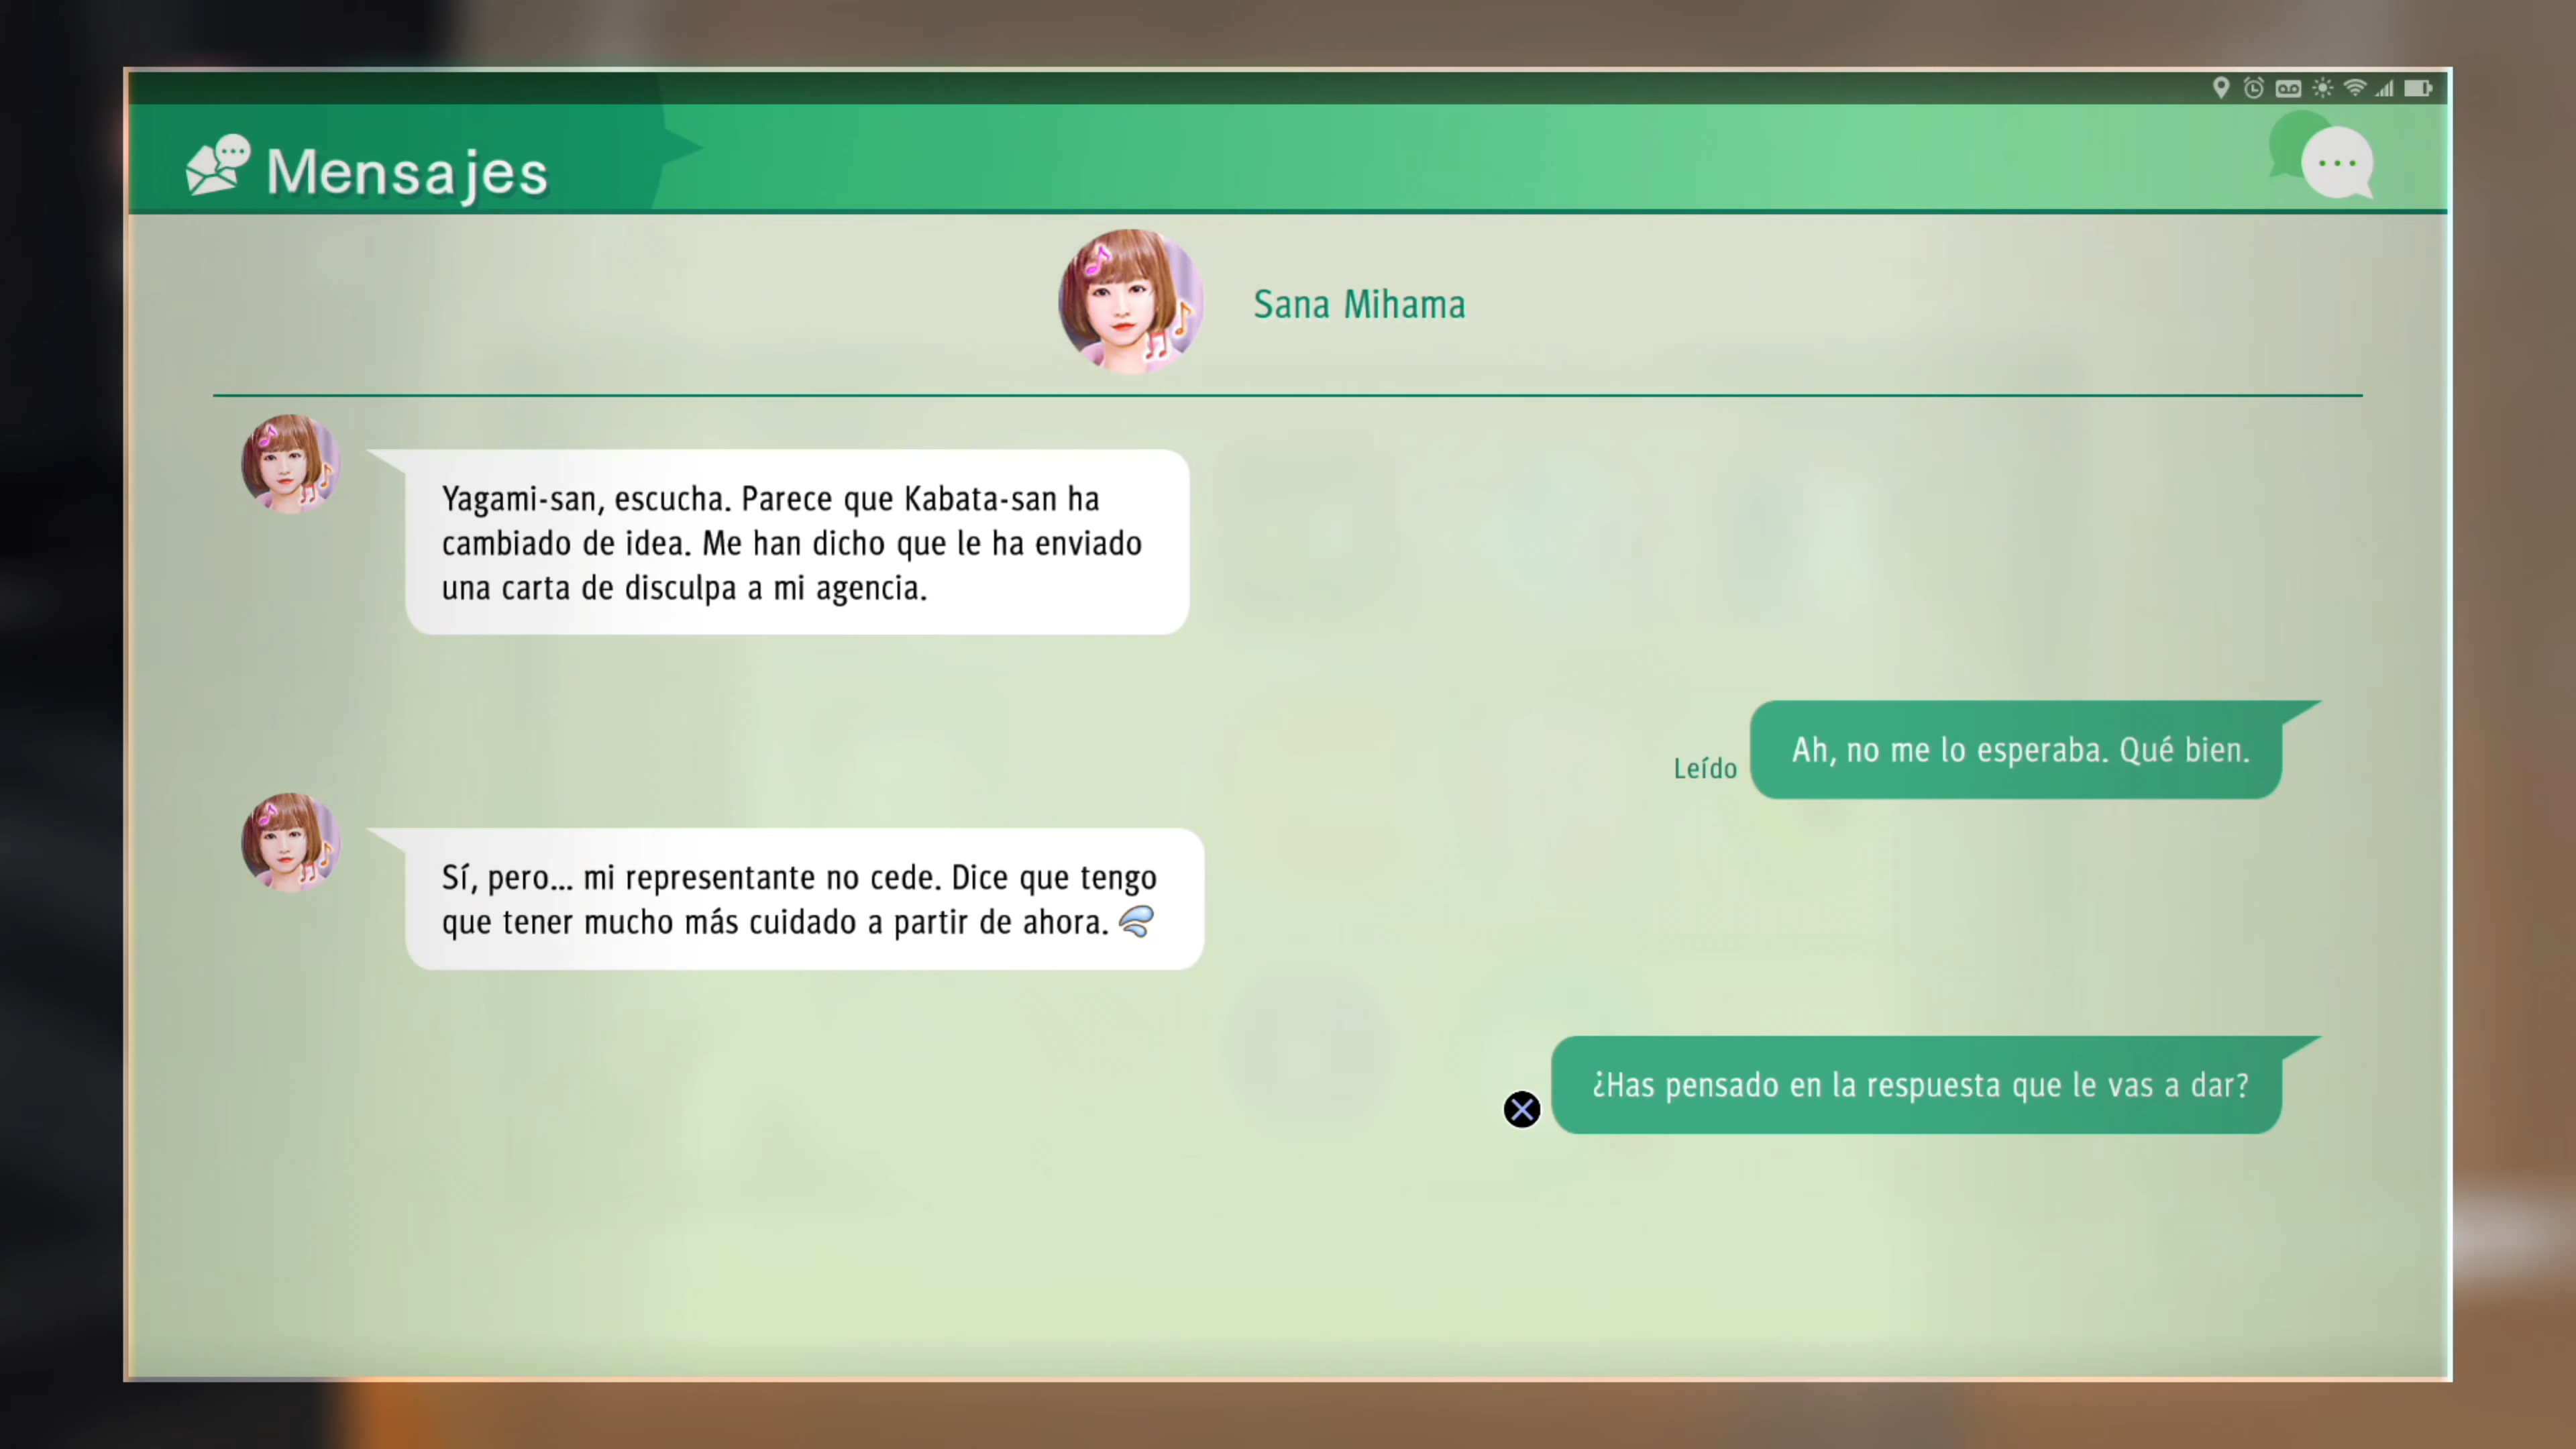 Mensajes
Sana Mihama
Yagami-san, escucha. Parece que Kabata-san ha
cambiado de idea. Me han dicho que le ha enviado
una carta de disculpa a mi agencia.
Ah, no me lo esperaba. Qué bien.
Leído
Sí, pero... mi representante no cede. Dice que tengo
que tener mucho más cuidado a partir de ahora. 💦
¿Has pensado en la respuesta que le vas a dar?